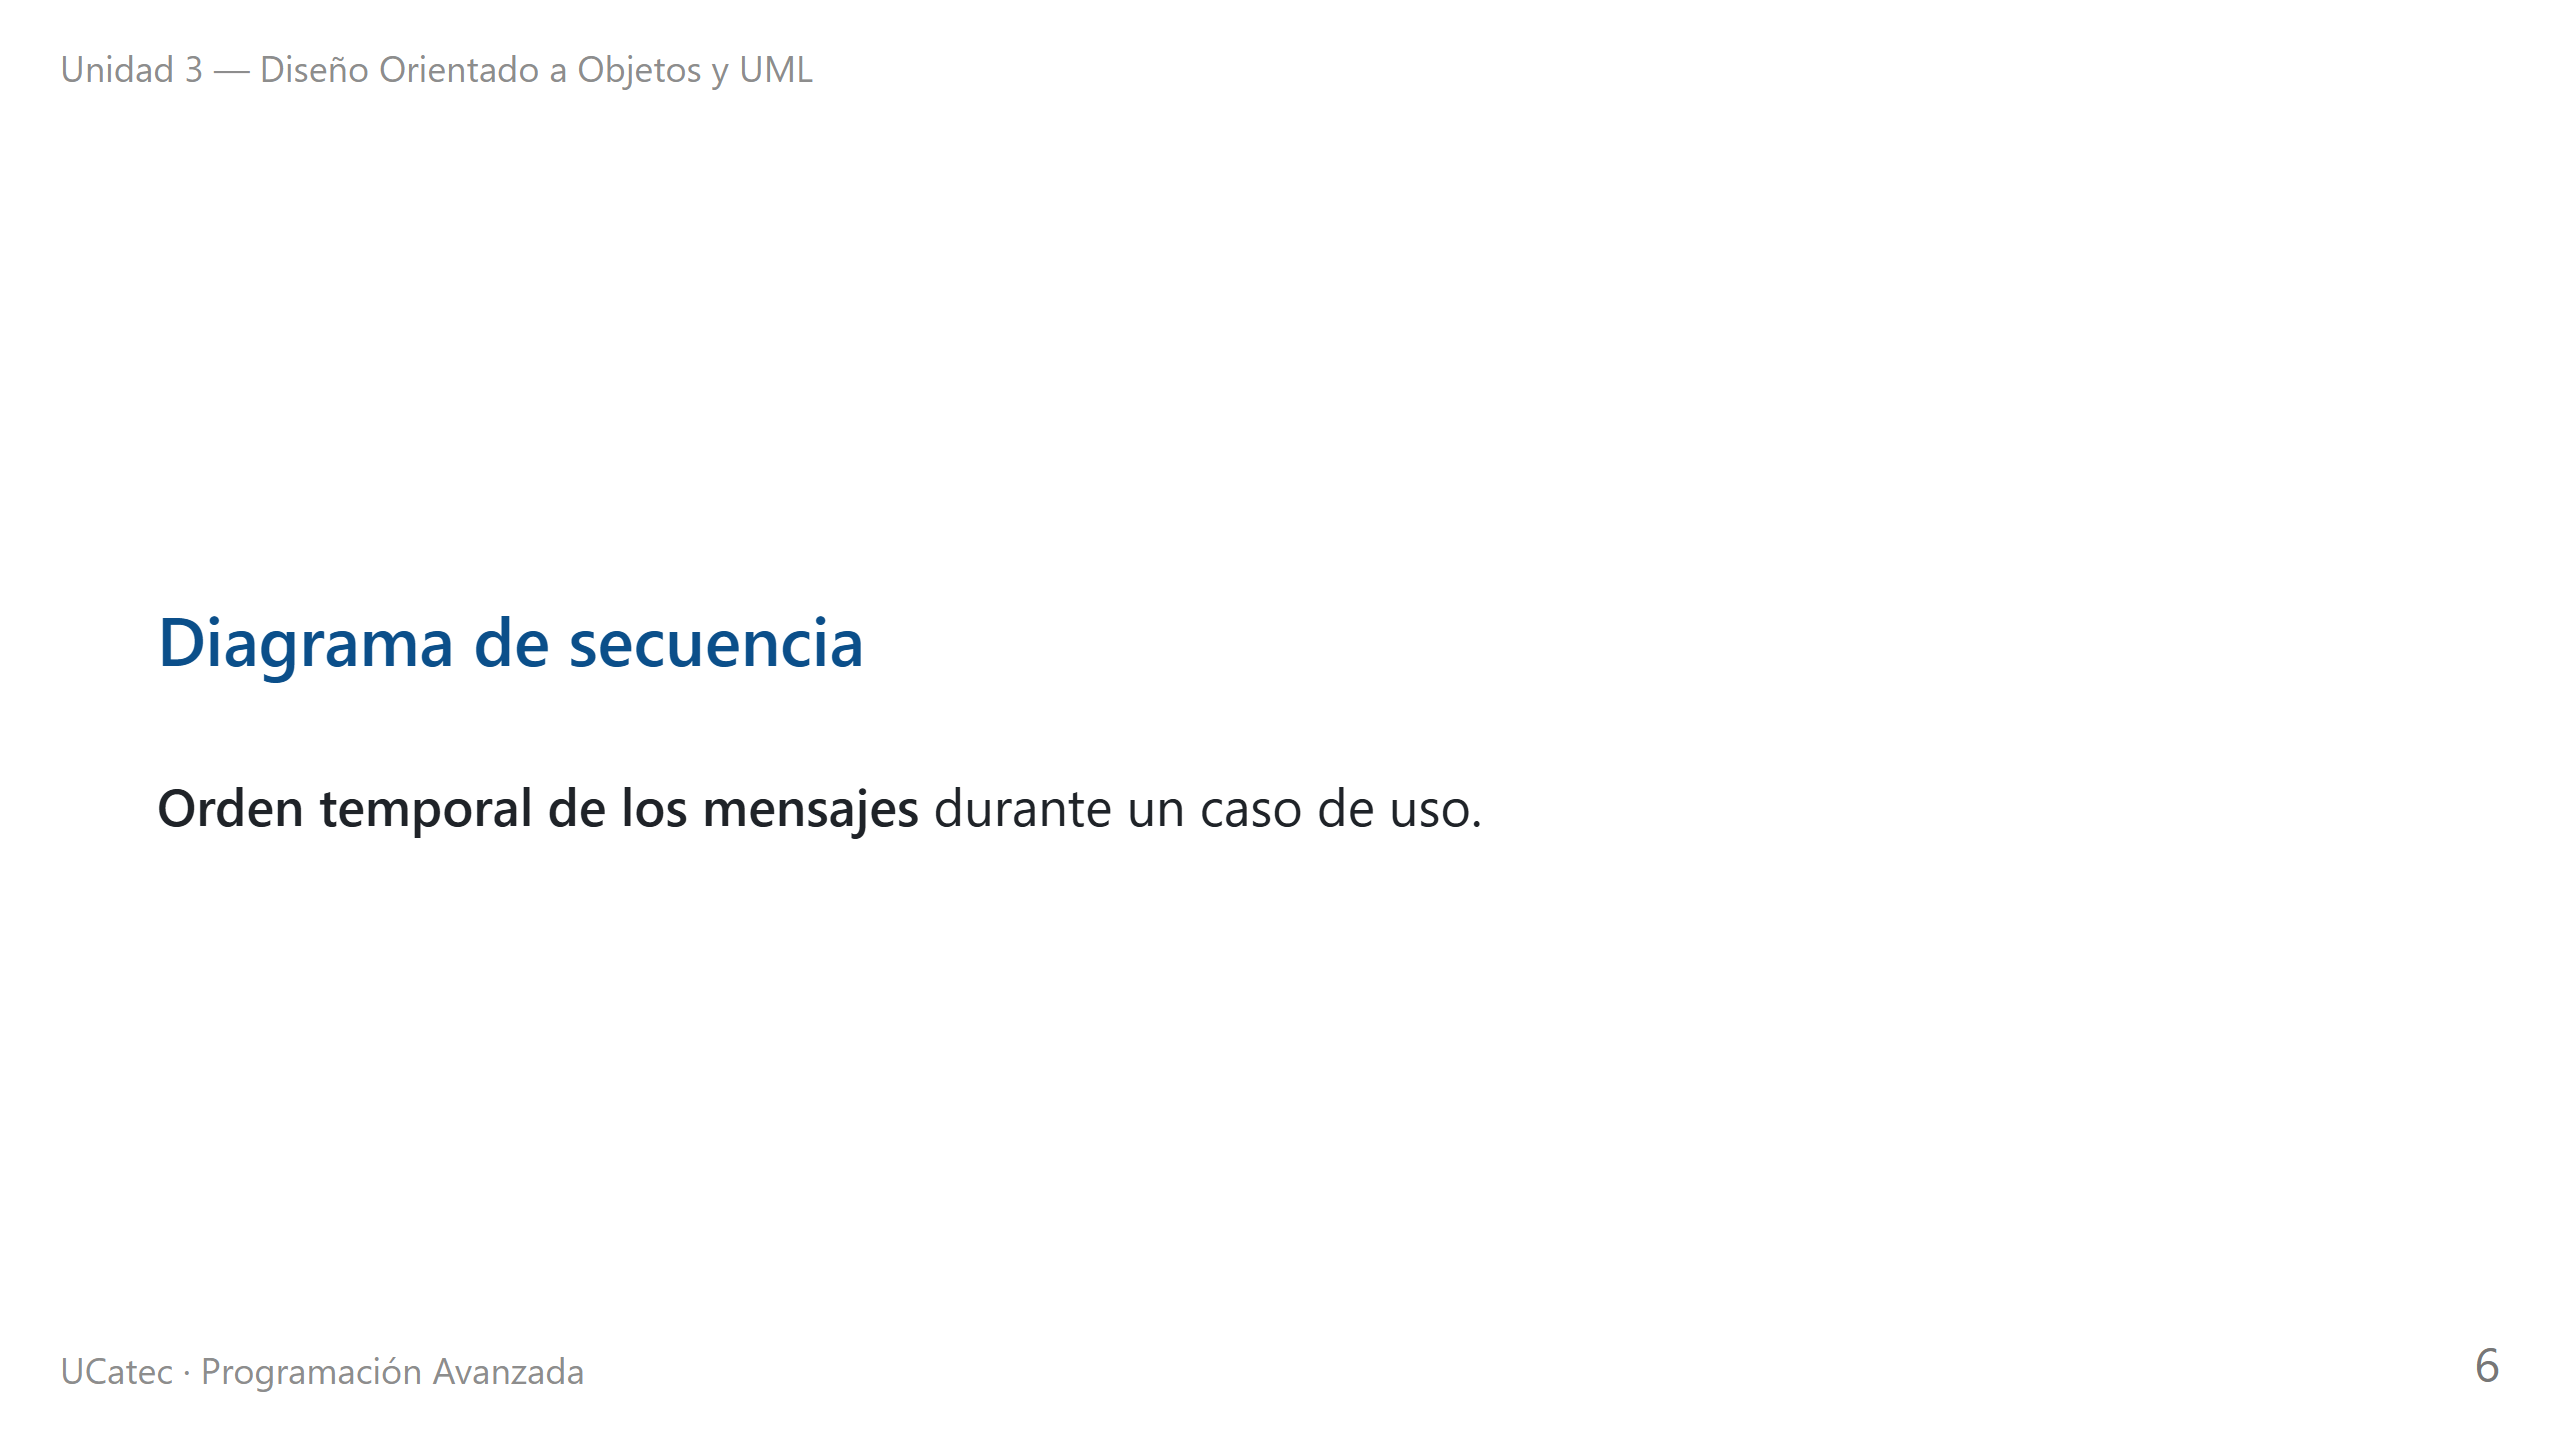 Unidad 3 — Diseño Orientado a Objetos y UML
Diagrama de secuencia
Orden temporal de los mensajes durante un caso de uso.
UCatec · Programación Avanzada
6